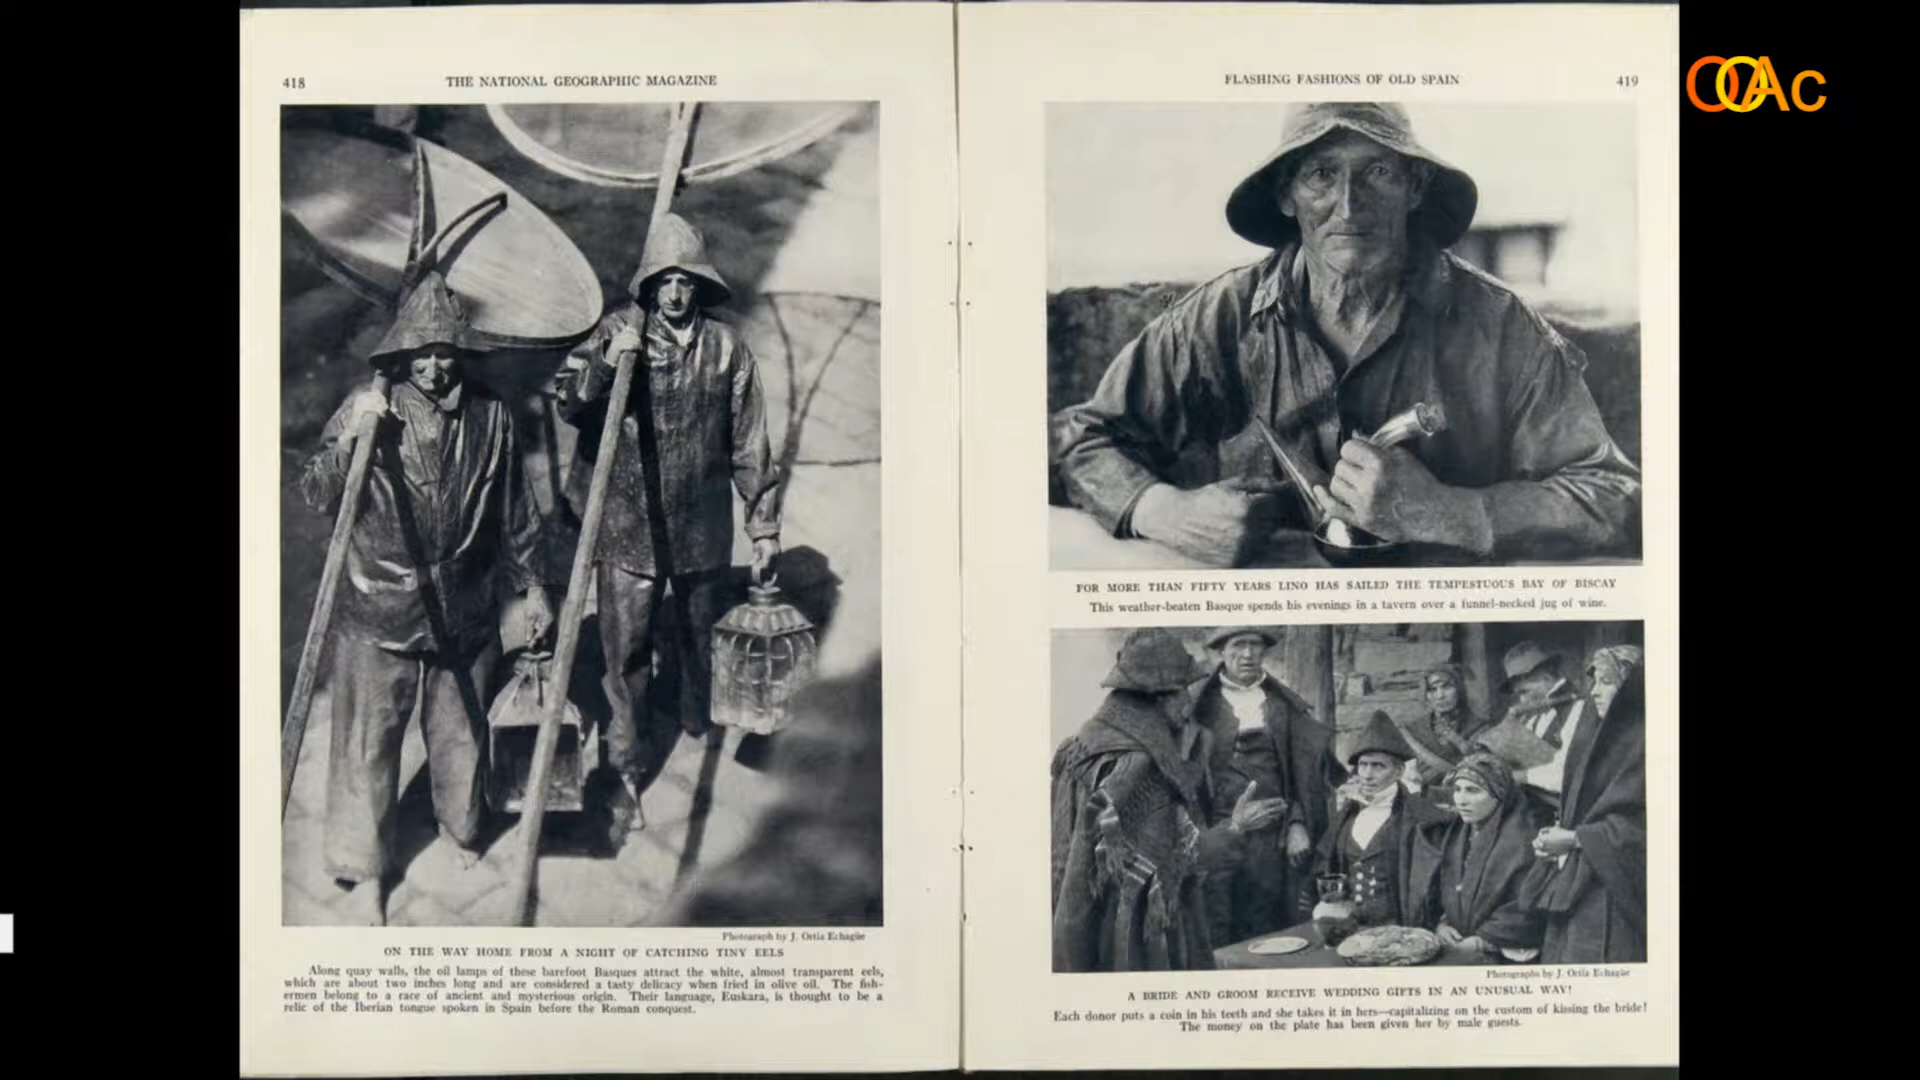 418
THE NATIONAL GEOGRAPHIC MAGAZINE
Photograph by J. Ortiz Echagüe
ON THE WAY HOME FROM A NIGHT OF CATCHING TINY EELS
Along quay walls, the oil lamps of these barefoot Basques attract the white, almost transparent eels,
which are about two inches long and are considered a tasty delicacy when fried in olive oil. The fish-
ermen belong to a race of ancient and mysterious origin. Their language, Euskara, is thought to be a
relic of the Iberian tongue spoken in Spain before the Roman conquest.
FLASHING FASHIONS OF OLD SPAIN
419
FOR MORE THAN FIFTY YEARS LINO HAS SAILED THE TEMPESTUOUS BAY OF BISCAY
This weather-beaten Basque spends his evenings in a tavern over a funnel-necked jug of wine.
Photographs by J. Ortiz Echagüe
A BRIDE AND GROOM RECEIVE WEDDING GIFTS IN AN UNUSUAL WAY!
Each donor puts a coin in his teeth and she takes it in hers—capitalizing on the custom of kissing the bride!
The money on the plate has been given her by male guests.
OOAc